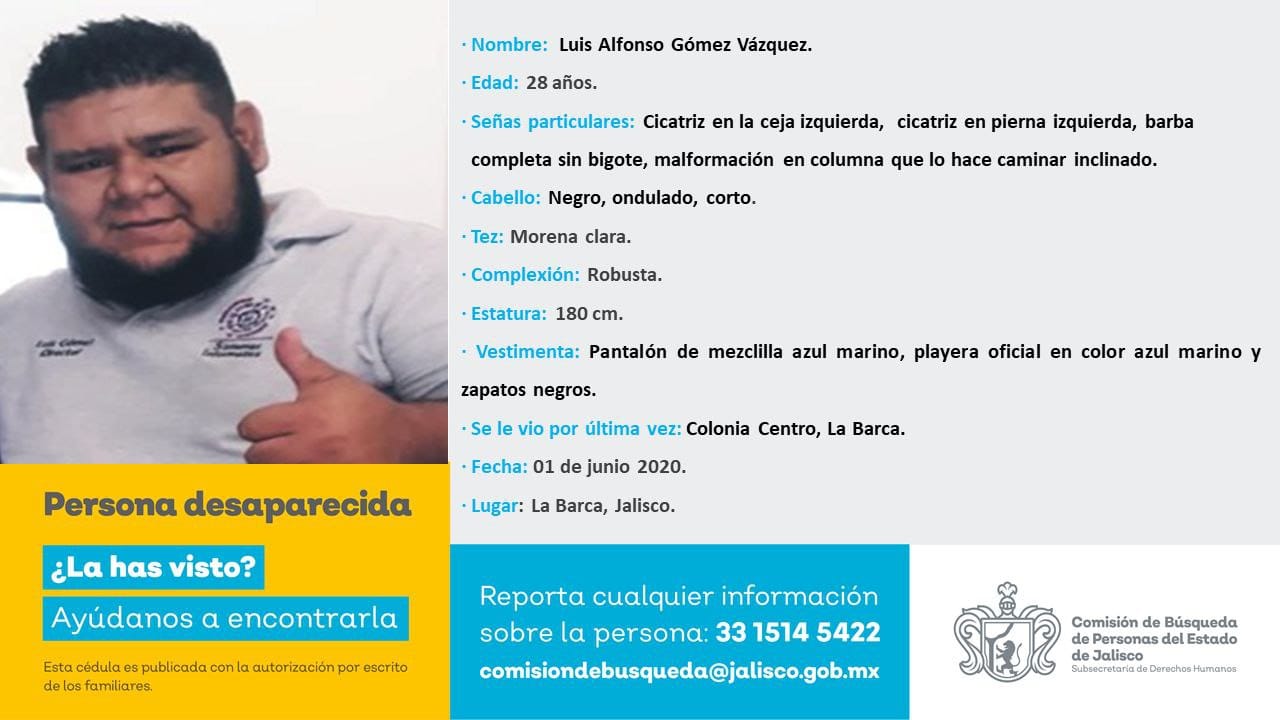 · Nombre: Luis Alfonso Gómez Vázquez.
· Edad: 28 años.
· Señas particulares: Cicatriz en la ceja izquierda, cicatriz en pierna izquierda, barba
completa sin bigote, malformación en columna que lo hace caminar inclinado.
· Cabello: Negro, ondulado, corto.
· Tez: Morena clara.
· Complexión: Robusta.
· Estatura: 180 cm.
· Vestimenta: Pantalón de mezclilla azul marino, playera oficial en color azul marino y
zapatos negros.
· Se le vio por última vez: Colonia Centro, La Barca.
· Fecha: 01 de junio 2020.
· Lugar: La Barca, Jalisco.
Luis Gómez
Director
Persona desaparecida
¿La has visto?
Ayúdanos a encontrarla
Esta cédula es publicada con la autorización por escrito
de los familiares.
Reporta cualquier información
sobre la persona: 33 1514 5422
comisiondebusqueda@jalisco.gob.mx
Comisión de Búsqueda
de Personas del Estado
de Jalisco
Subsecretaría de Derechos Humanos